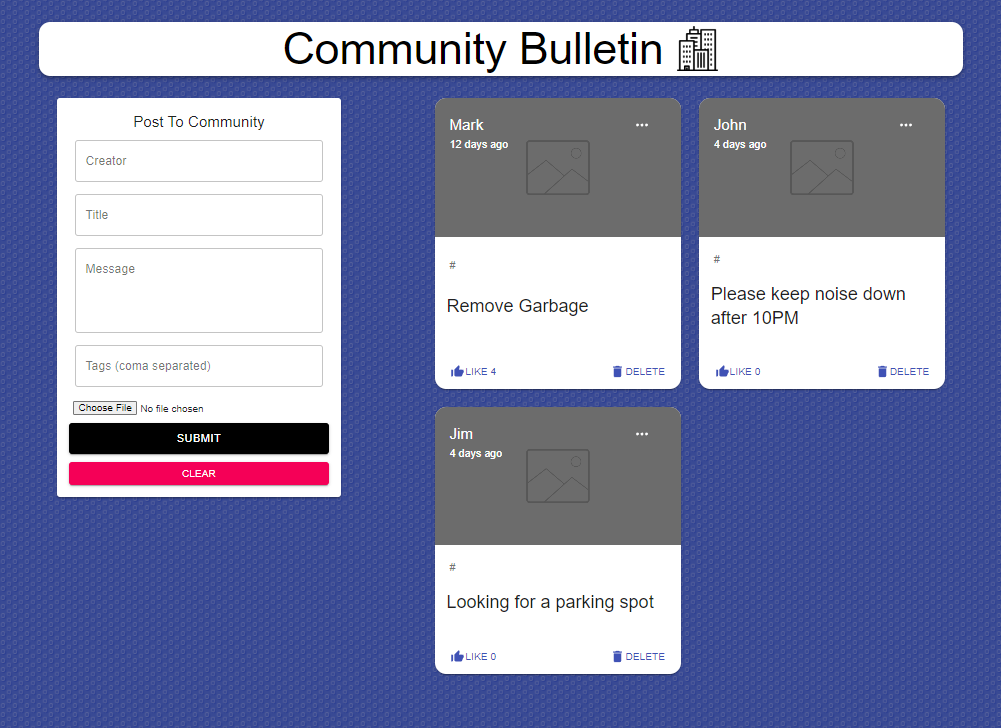 Community Bulletin
Post To Community
Creator
Title
Message
Tags (coma separated)
Choose File No file chosen
SUBMIT
CLEAR
Mark
12 days ago
#
Remove Garbage
LIKE 4 DELETE
John
4 days ago
#
Please keep noise down
after 10PM
LIKE 0 DELETE
Jim
4 days ago
#
Looking for a parking spot
LIKE 0 DELETE